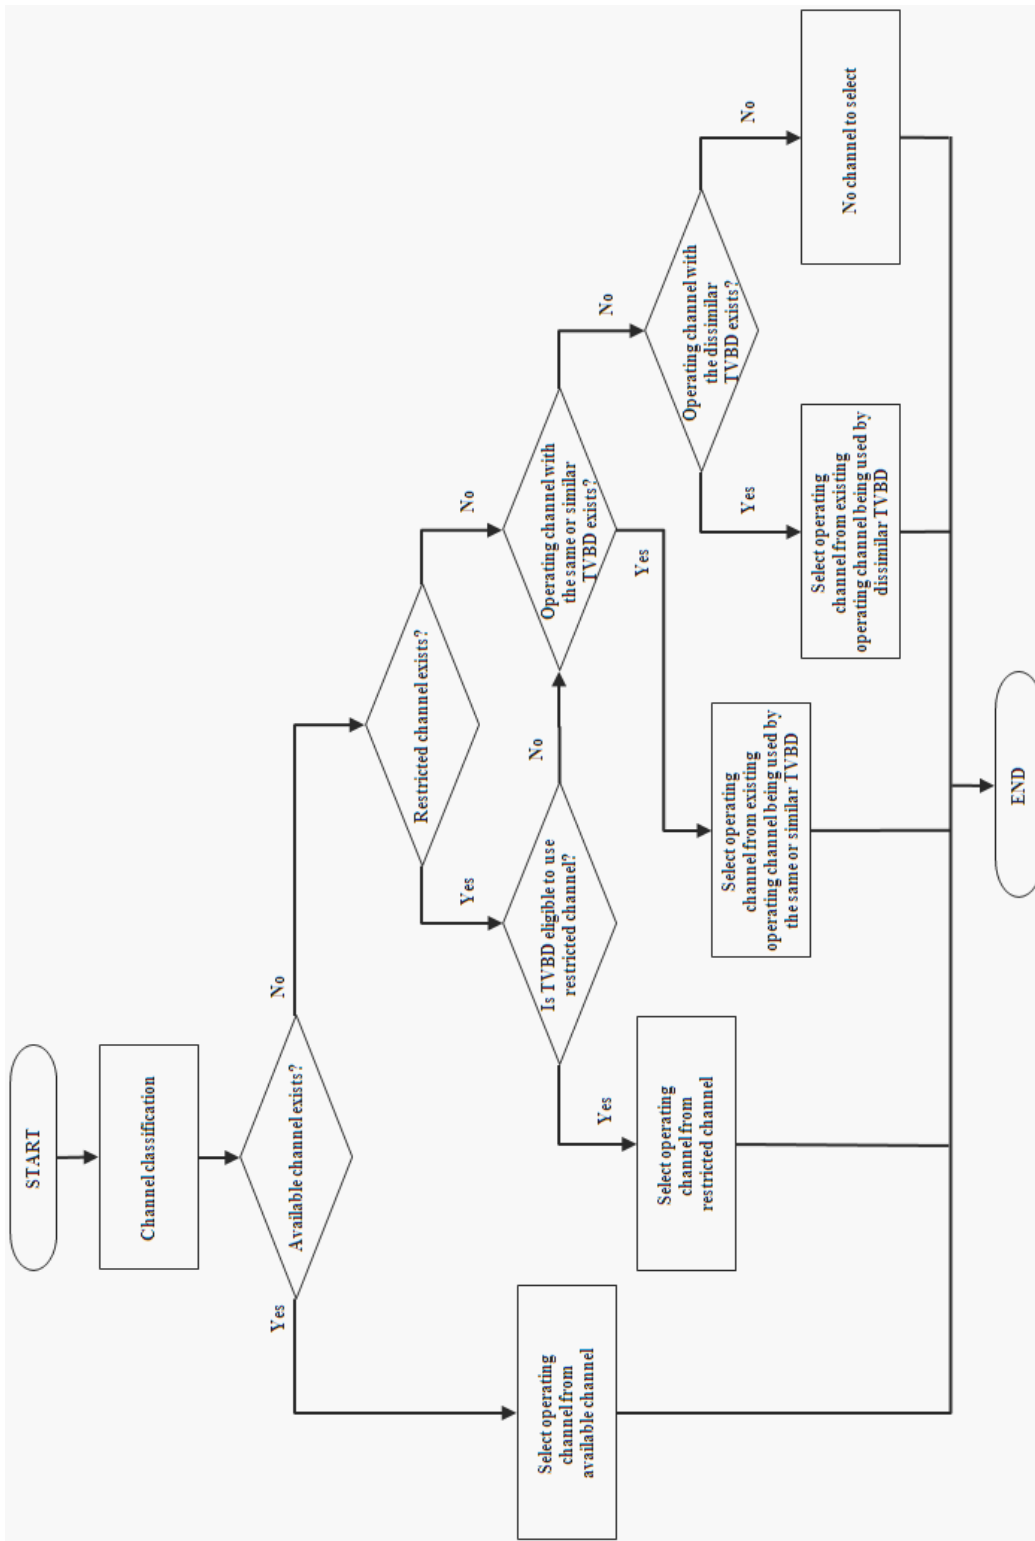 START
Channel classification
Available channel exists?
Yes
No
Restricted channel exists?
Yes
No
Is TVBD eligible to use
restricted channel?
Yes
No
Operating channel with
the same or similar
TVBD exists?
Yes
No
Operating channel with
the dissimilar
TVBD exists?
Yes
No
Select operating
channel from
available channel
Select operating
channel from
restricted channel
Select operating
channel from existing
operating channel being used by
the same or similar TVBD
Select operating
channel from existing
operating channel being used by
dissimilar TVBD
No channel to select
END